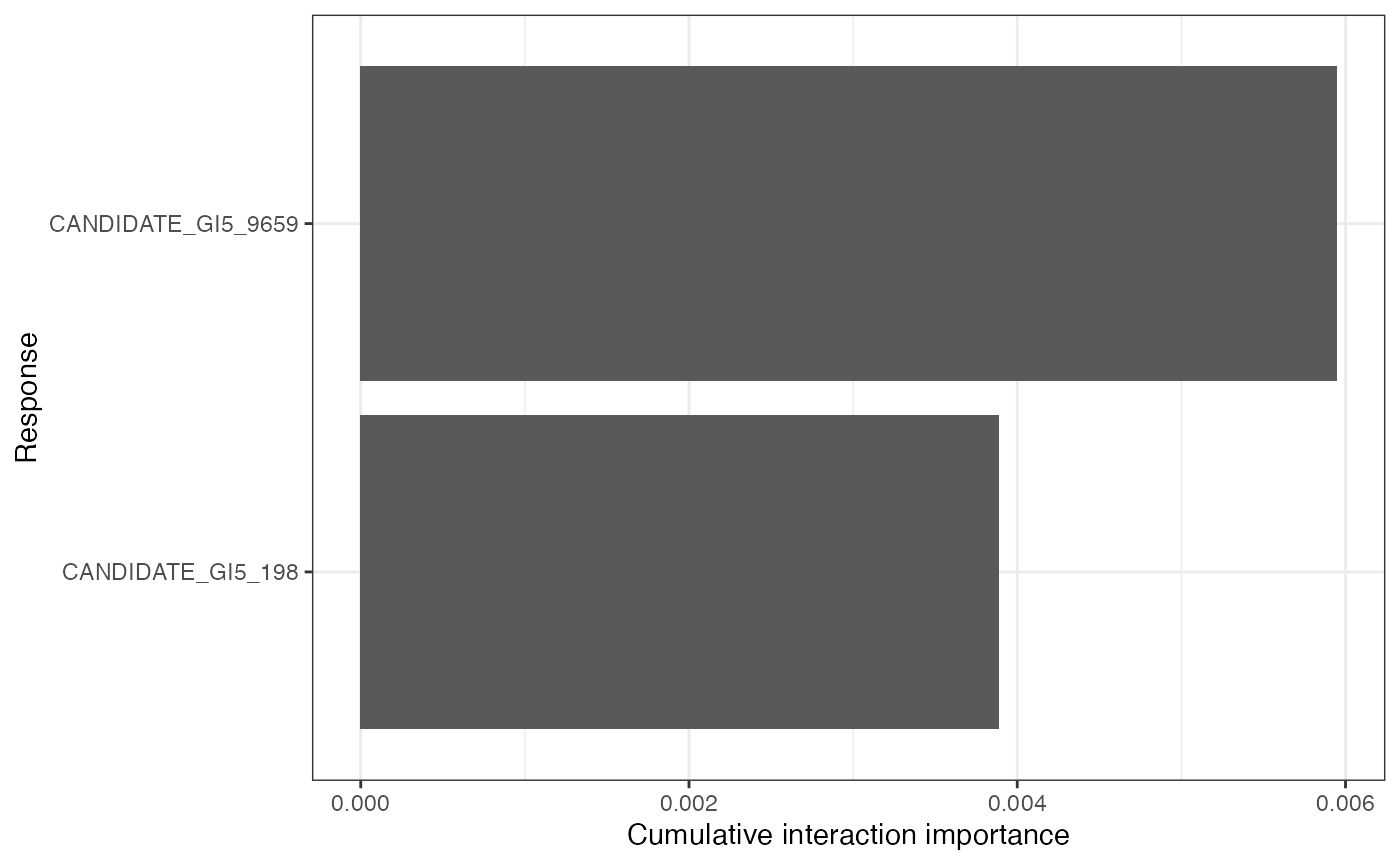 CANDIDATE_GI5_9659
CANDIDATE_GI5_198
Response
0.000
0.002
0.004
0.006
Cumulative interaction importance